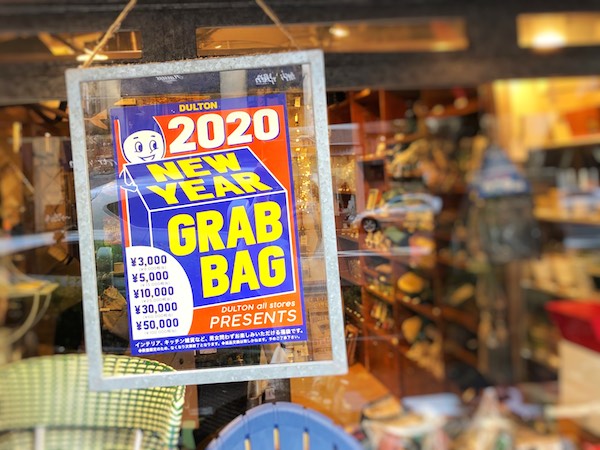 DULTON
2020
NEW
YEAR
GRAB
BAG
¥3,000
¥5,000
¥10,000
¥30,000
¥50,000
DULTON all stores
PRESENTS
インテリア、キッチン雑貨など、男女問わずお楽しみいただける福袋です。